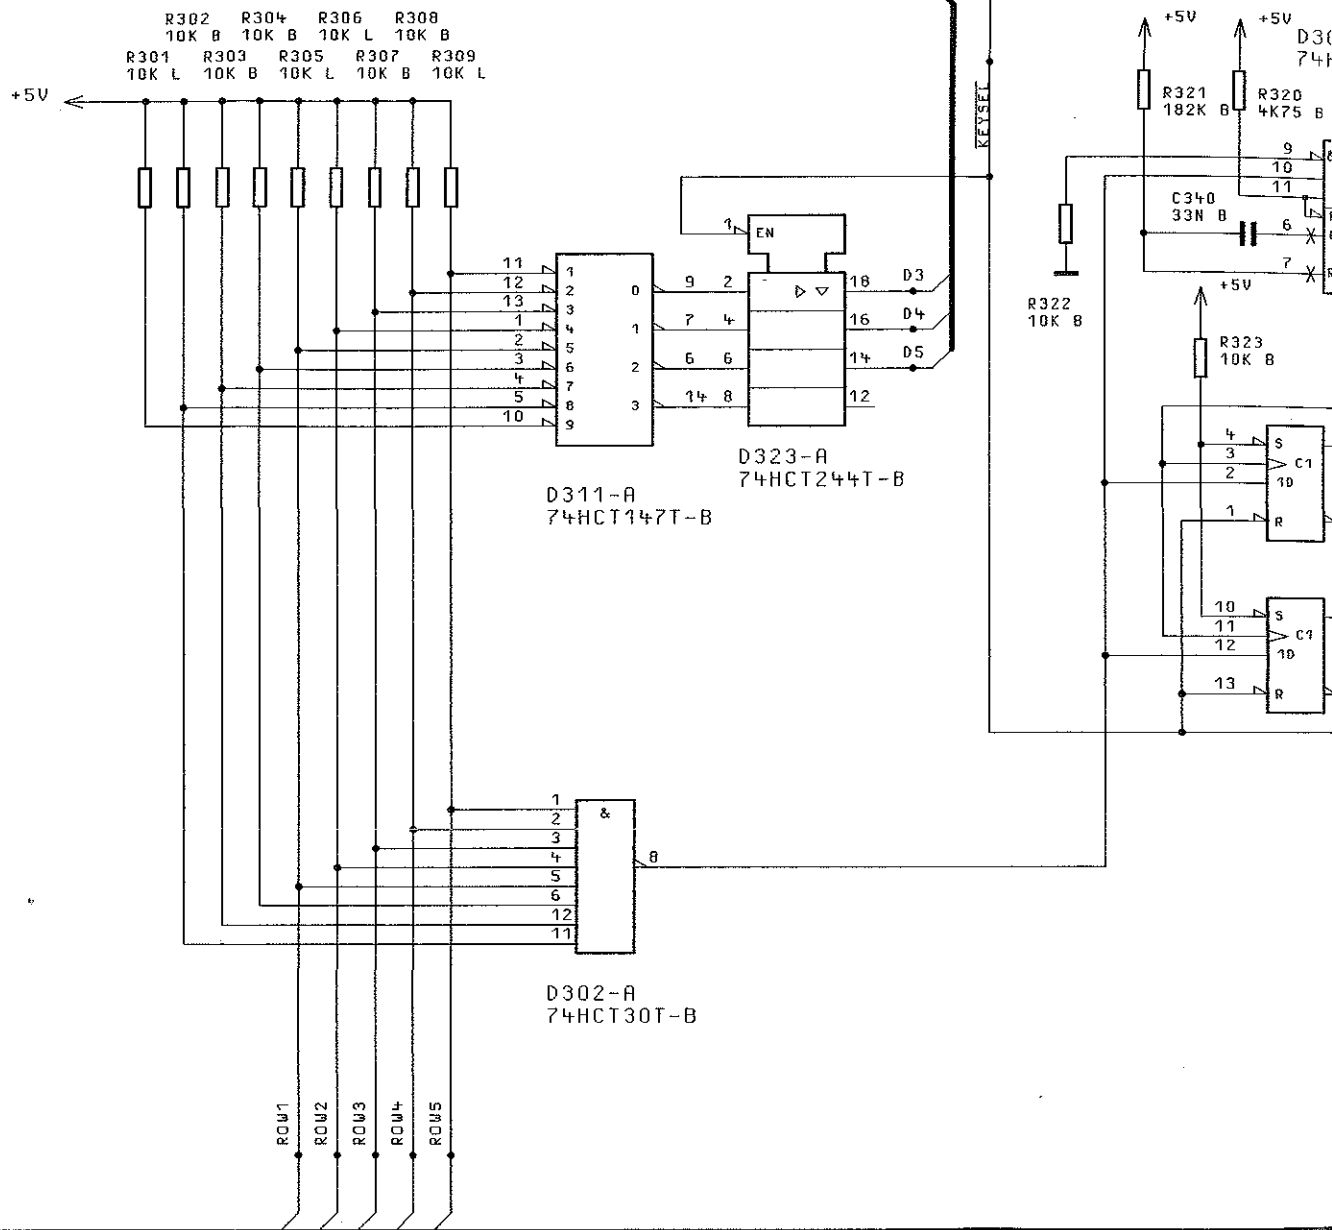 R302 R304 R306 R308
10K B 10K B 10K L 10K B
R301 R303 R305 R307 R309
10K L 10K B 10K L 10K B 10K L
+5V
KEYSEL
+5V
+5V
74H
R321
182K B
R320
4K75 B
9
10
11
C340
33N B
6
7
R322
10K B
+5V
R323
10K B
1
EN
11
12
13
1
2
3
4
5
10
1
2
3
4
5
6
7
8
9
0
1
2
3
9 2
7 4
6 6
14 8
18 D3
16 D4
14 D5
12
D323-A
74HCT244T-B
D311-A
74HCT147T-B
4 S
3 C1
2 1D
1 R
10 S
11 C1
12 1D
13 R
1
2
3
4
5
6
12
11
&
8
D302-A
74HCT30T-B
ROW1
ROW2
ROW3
ROW4
ROW5